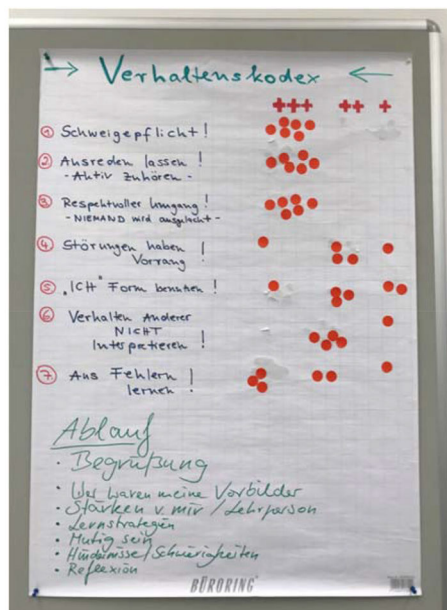 → Verhaltenskodex ←
+++ ++ +
① Schweigepflicht!
② Ausreden lassen!
- Aktiv zuhören -
③ Respektvoller Umgang!
- NIEMAND wird ausgelacht -
④ Störungen haben
Vorrang !
⑤ "ICH" Form benutzen!
⑥ Verhalten Anderer
NICHT
Interpretieren !
⑦ Aus Fehlern
lernen !
Ablauf
· Begrüßung
· Wer waren meine Vorbilder
· Stärken v. mir / Lehrperson
· Lernstrategien
· Mutig sein
· Hindernisse / Schwierigkeiten
· Reflexion
BÜRORING